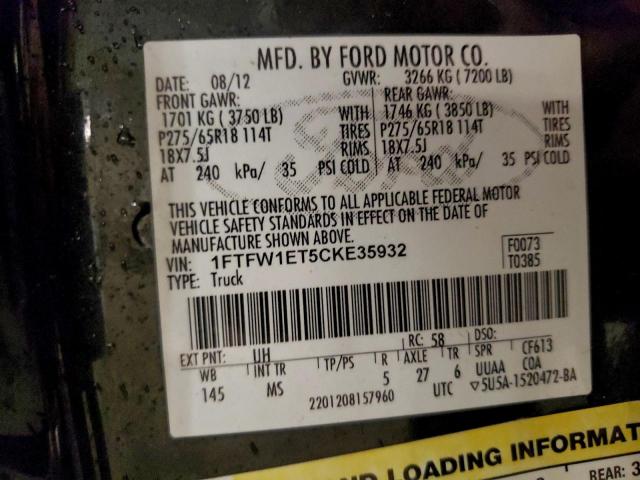 MFD. BY FORD MOTOR CO.
DATE: 08/12 GVWR: 3266 KG ( 7200 LB)
FRONT GAWR: REAR GAWR:
1701 KG ( 3750 LB) WITH 1746 KG ( 3850 LB) WITH
P275/65R18 114T TIRES P275/65R18 114T TIRES
18X7.5J RIMS 18X7.5J RIMS
AT 240 kPa/ 35 PSI COLD AT 240 kPa/ 35 PSI COLD
THIS VEHICLE CONFORMS TO ALL APPLICABLE FEDERAL MOTOR
VEHICLE SAFETY STANDARDS IN EFFECT ON THE DATE OF
MANUFACTURE SHOWN ABOVE.
VIN: 1FTFW1ET5CKE35932 F0073
TYPE: Truck T0385
EXT PNT: UH RC: 58 DSO:
WB INT TR TP/PS R AXLE TR SPR CF613
145 MS 5 27 6 UUAA COA
2201208157960 UTC ▽5U5A-1520472-BA
ND LOADING INFORMAT
REAR: 3